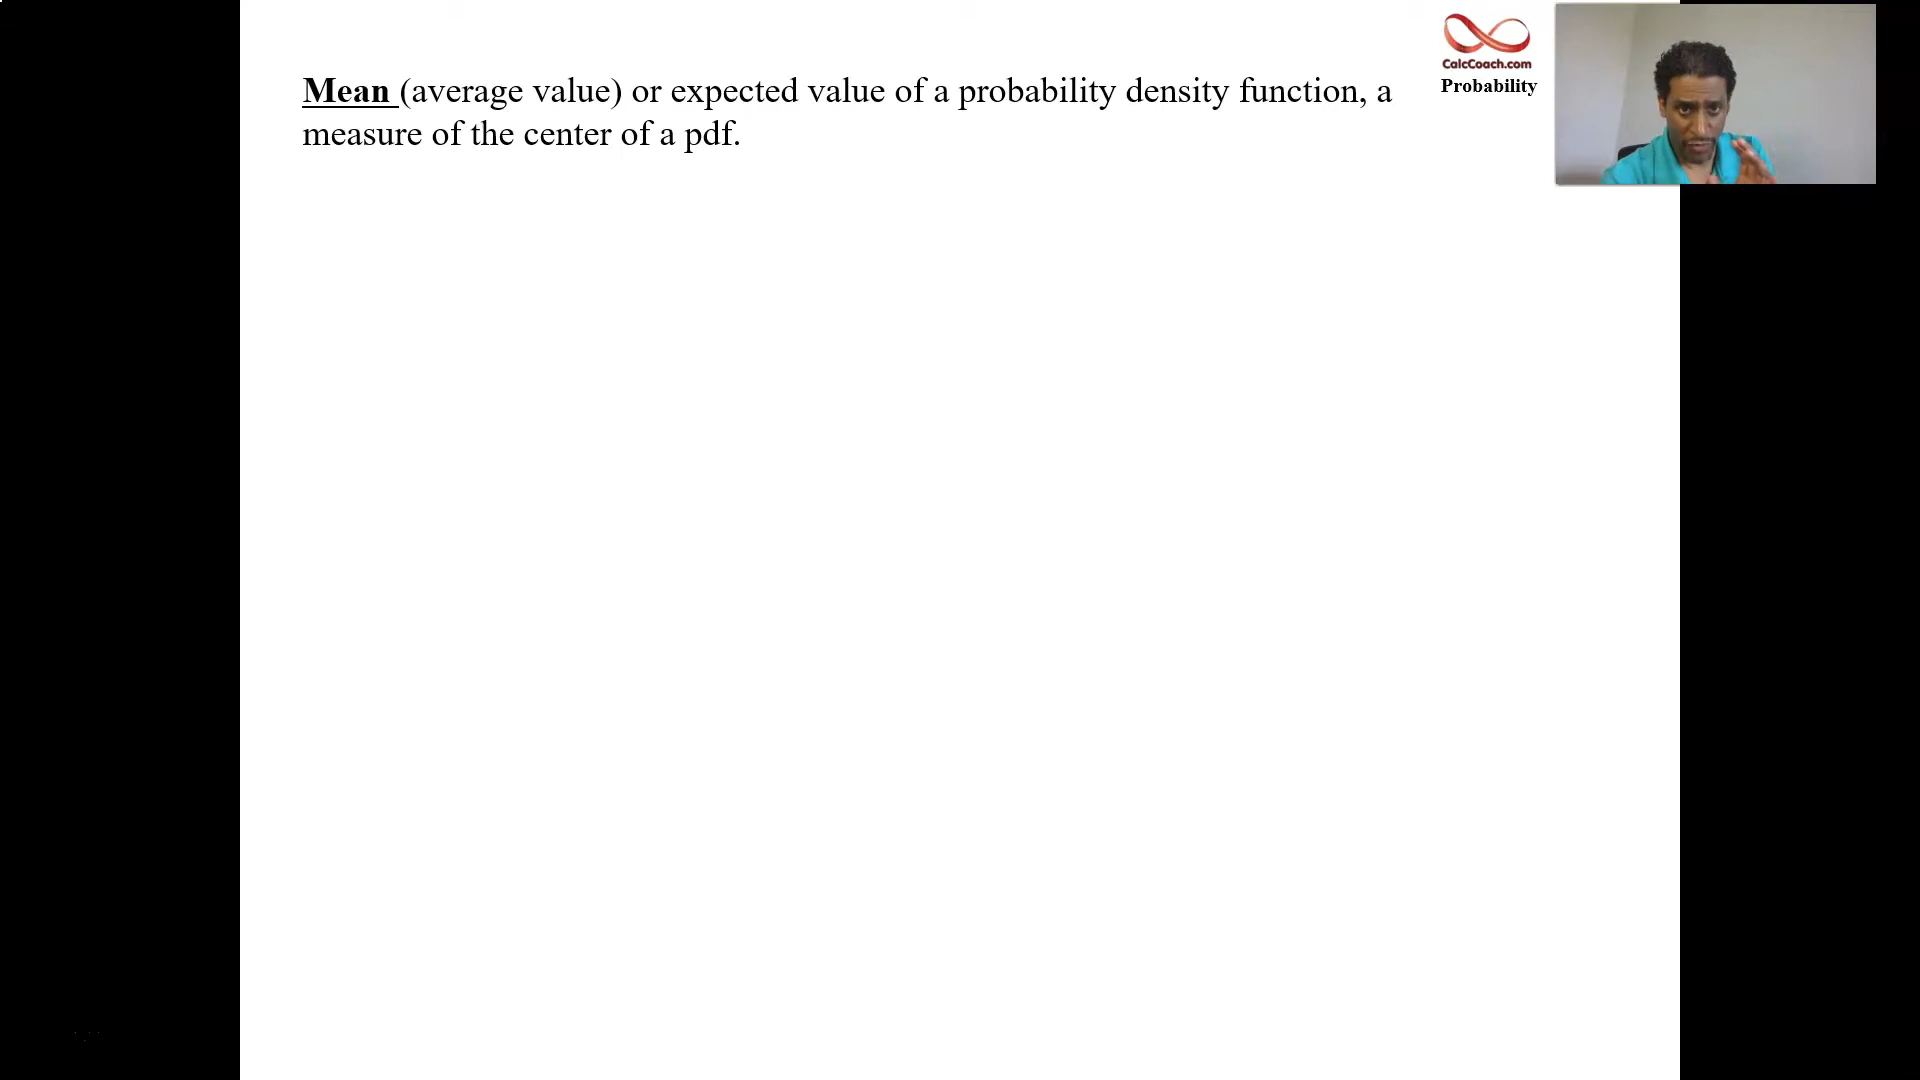 Mean (average value) or expected value of a probability density function, a
measure of the center of a pdf.
CalcCoach.com
Probability